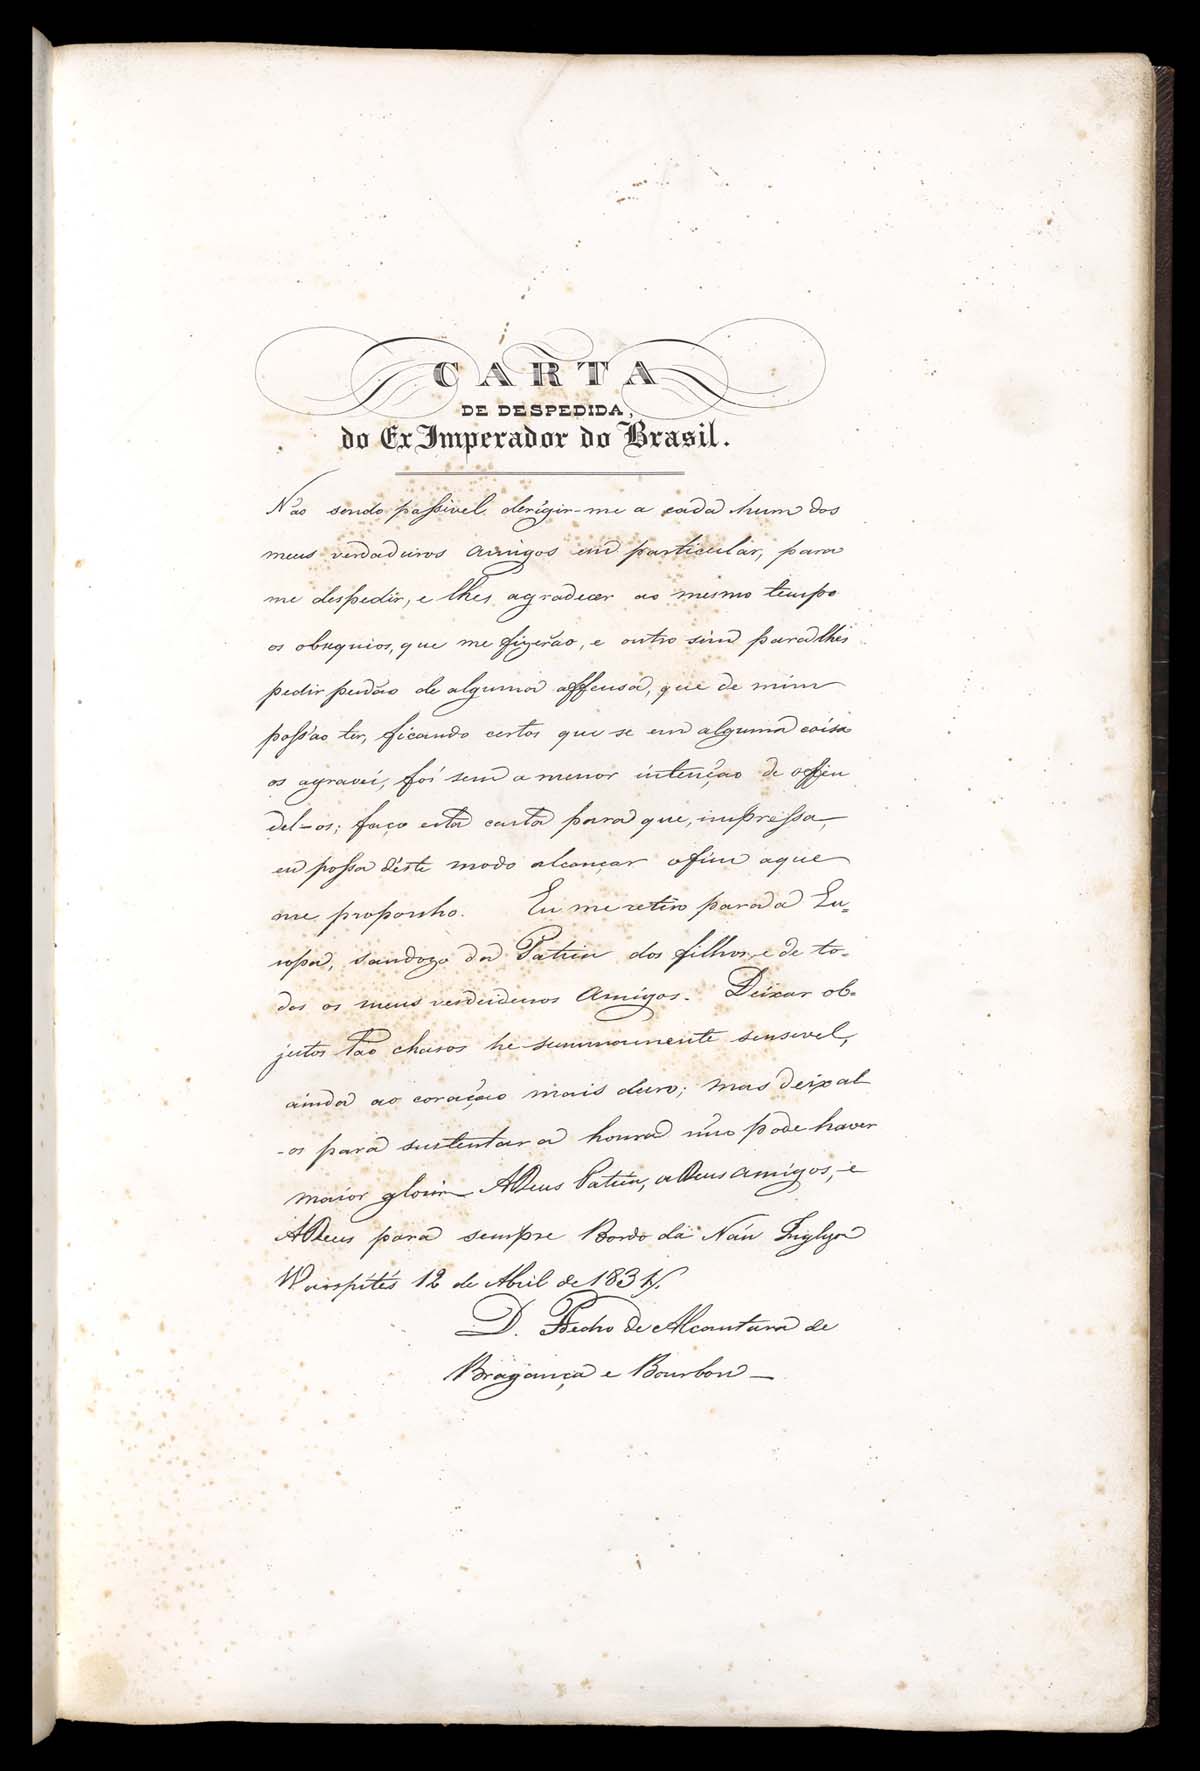 CARTA
DE DESPEDIDA,
do Ex Imperador do Brasil.
Não sendo passivel derigir-me a cada hum dos
meus verdadeiros amigos em particular, para
me despedir, e lhes agradecer ao mesmo tempo
os obsequios, que me fizerão, e outro sim para lhes
pedir perdão de alguma offensa, que de mim
possão ter, ficando certos que se em alguma coisa
os agravei, foi sem a menor intenção de offen
del-os; faço esta carta para que, impressa,
eu possa d'este modo alcançar o fim a que
me proponho. Eu me retiro para a Eu=
ropa, saudozo da Patria dos filhos, e de to-
dos os meus verdadeiros Amigos. Deixar ob-
jectos tão charos he summamente sensivel,
ainda ao coração mais duro; mas deixal
-os para sustentar a honra não pode haver
maior gloria ADeus Patria, aDeus amigos, e
ADeus para sempre Bordo da Náu Ingleza
Warspités 12 de Abril de 1831.
D. Pedro de Alcantara de
Bragança e Bourbon —